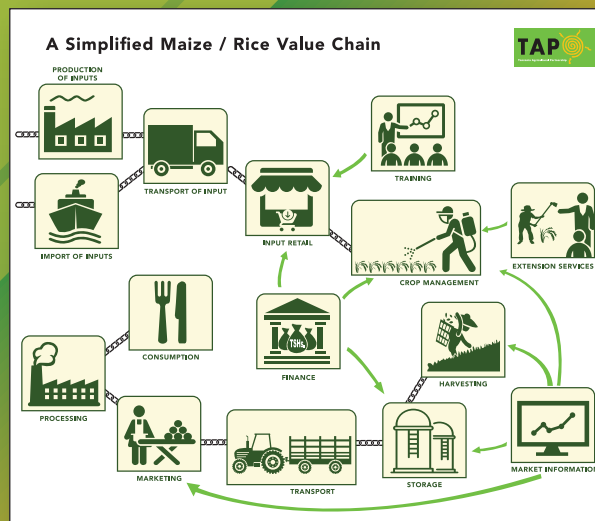 A Simplified Maize / Rice Value Chain
TAP
PRODUCTION
OF INPUTS
TRANSPORT OF INPUT
TRAINING
IMPORT OF INPUTS
INPUT RETAIL
EXTENSION SERVICES
CROP MANAGEMENT
CONSUMPTION
TSHs
FINANCE
HARVESTING
PROCESSING
MARKETING
TRANSPORT
STORAGE
MARKET INFORMATION